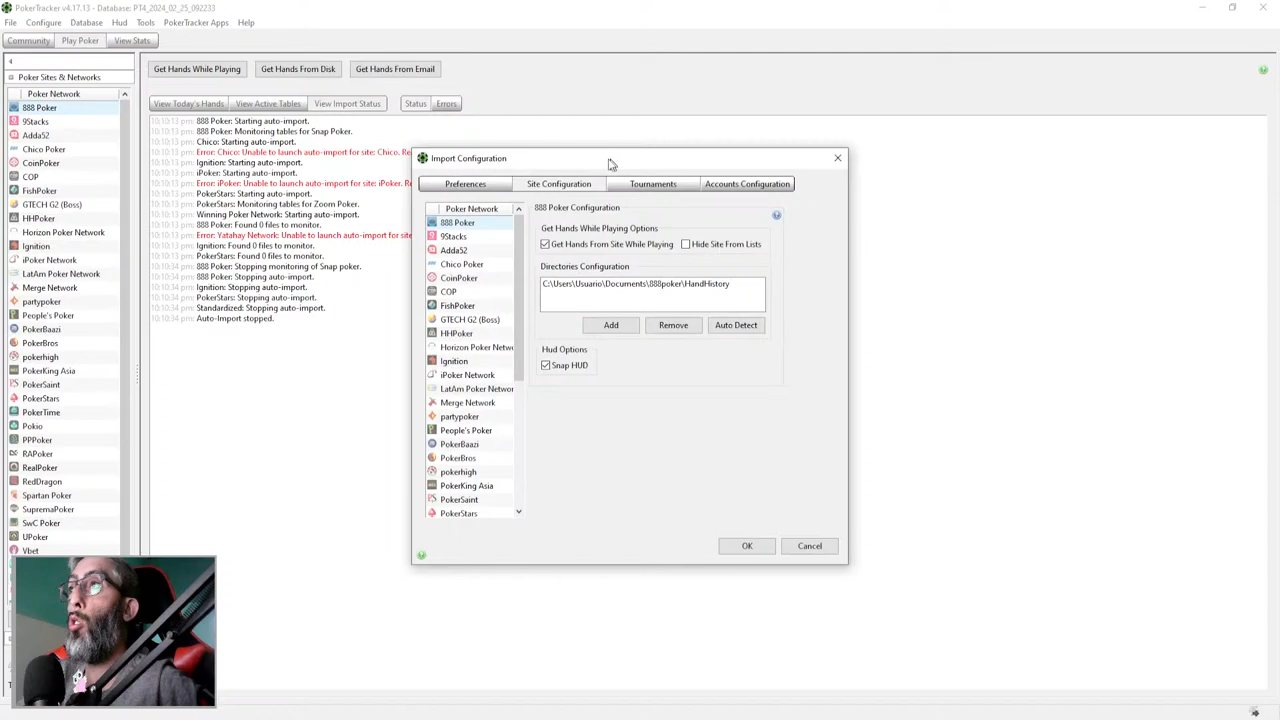 PokerTracker v4.17.13 - Database: PT4_2024_02_25_092233
File Configure Database Hud Tools PokerTracker Apps Help
Community Play Poker View Stats
Poker Sites & Networks
Poker Network
888 Poker
9Stacks
Adda52
Chico Poker
CoinPoker
COP
FishPoker
GTECH G2 (Boss)
HHPoker
Horizon Poker Network
Ignition
iPoker Network
LatAm Poker Network
Merge Network
partypoker
People's Poker
PokerBaazi
PokerBros
pokerhigh
PokerKing Asia
PokerSaint
PokerStars
PokerTime
Pokio
PPPoker
RAPoker
RealPoker
RedDragon
Spartan Poker
SupremaPoker
SwC Poker
UPoker
Vbet
Get Hands While Playing Get Hands From Disk Get Hands From Email
View Today's Hands View Active Tables View Import Status Status Errors
10:10:13 pm: 888 Poker: Starting auto-import.
10:10:13 pm: 888 Poker: Monitoring tables for Snap Poker.
10:10:13 pm: Chico: Starting auto-import.
10:10:13 pm: Error: Chico: Unable to launch auto-import for site: Chico. Re
10:10:13 pm: Ignition: Starting auto-import.
10:10:13 pm: iPoker: Starting auto-import.
10:10:13 pm: Error: iPoker: Unable to launch auto-import for site: iPoker. R
10:10:13 pm: PokerStars: Starting auto-import.
10:10:13 pm: PokerStars: Monitoring tables for Zoom Poker.
10:10:13 pm: Winning Poker Network: Starting auto-import.
10:10:13 pm: 888 Poker: Found 0 files to monitor.
10:10:13 pm: Error: Yatahay Network: Unable to launch auto-import for site
10:10:13 pm: Ignition: Found 0 files to monitor.
10:10:13 pm: PokerStars: Found 0 files to monitor.
10:10:34 pm: 888 Poker: Stopping monitoring of Snap poker.
10:10:34 pm: 888 Poker: Stopping auto-import.
10:10:34 pm: Ignition: Stopping auto-import.
10:10:34 pm: PokerStars: Stopping auto-import.
10:10:34 pm: Standardized: Stopping auto-import.
10:10:34 pm: Auto-Import stopped.
Import Configuration
Preferences Site Configuration Tournaments Accounts Configuration
Poker Network
888 Poker
9Stacks
Adda52
Chico Poker
CoinPoker
COP
FishPoker
GTECH G2 (Boss)
HHPoker
Horizon Poker Netw
Ignition
iPoker Network
LatAm Poker Networ
Merge Network
partypoker
People's Poker
PokerBaazi
PokerBros
pokerhigh
PokerKing Asia
PokerSaint
PokerStars
888 Poker Configuration
Get Hands While Playing Options
Get Hands From Site While Playing Hide Site From Lists
Directories Configuration
C:\Users\Usuario\Documents\888poker\HandHistory
Add Remove Auto Detect
Hud Options
Snap HUD
OK Cancel